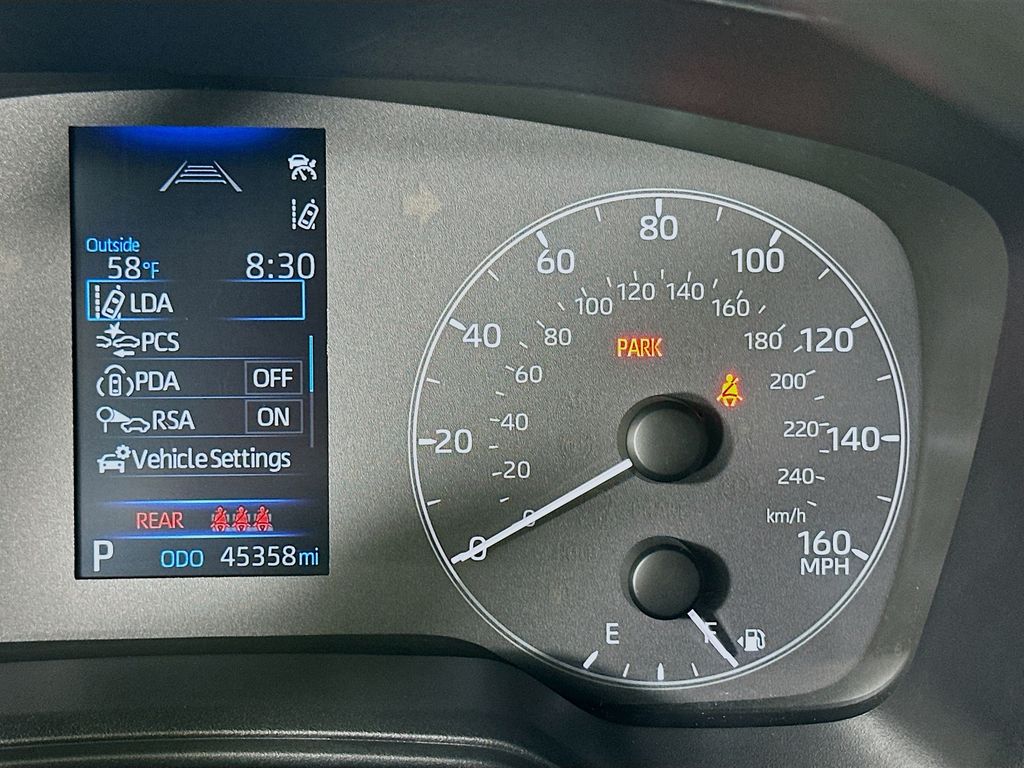 Outside
58°F 8:30
LDA
PCS
PDA OFF
RSA ON
Vehicle Settings
REAR
P ODO 45358 mi
0
20
40
60
80
100
120
140
160
MPH
0
20
40
60
80
100
120
140
160
180
200
220
240
km/h
PARK
E F